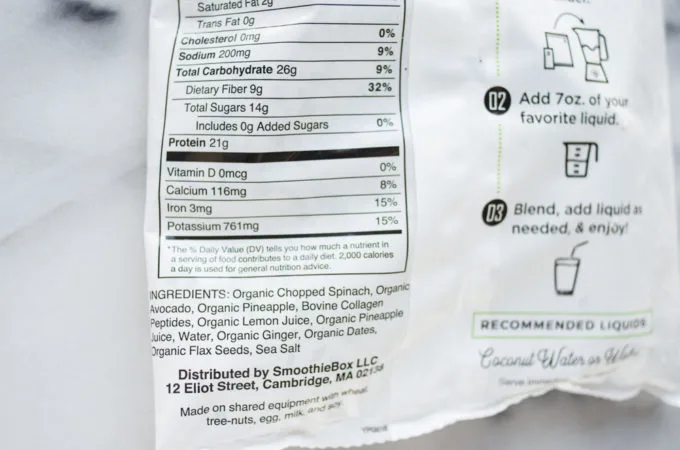 Saturated Fat 2g
Trans Fat 0g
Cholesterol 0mg 0%
Sodium 200mg 9%
Total Carbohydrate 26g 9%
Dietary Fiber 9g 32%
Total Sugars 14g
Includes 0g Added Sugars 0%
Protein 21g
Vitamin D 0mcg 0%
Calcium 116mg 8%
Iron 3mg 15%
Potassium 761mg 15%
*The % Daily Value (DV) tells you how much a nutrient in
a serving of food contributes to a daily diet. 2,000 calories
a day is used for general nutrition advice.
INGREDIENTS: Organic Chopped Spinach, Organic
Avocado, Organic Pineapple, Bovine Collagen
Peptides, Organic Lemon Juice, Organic Pineapple
Juice, Water, Organic Ginger, Organic Dates,
Organic Flax Seeds, Sea Salt
Distributed by SmoothieBox LLC
12 Eliot Street, Cambridge, MA 02138
Made on shared equipment with wheat,
tree-nuts, egg, milk, and soy.
02 Add 7oz. of your
favorite liquid.
03 Blend, add liquid as
needed, & enjoy!
RECOMMENDED LIQUIDS
Coconut Water or
Serve